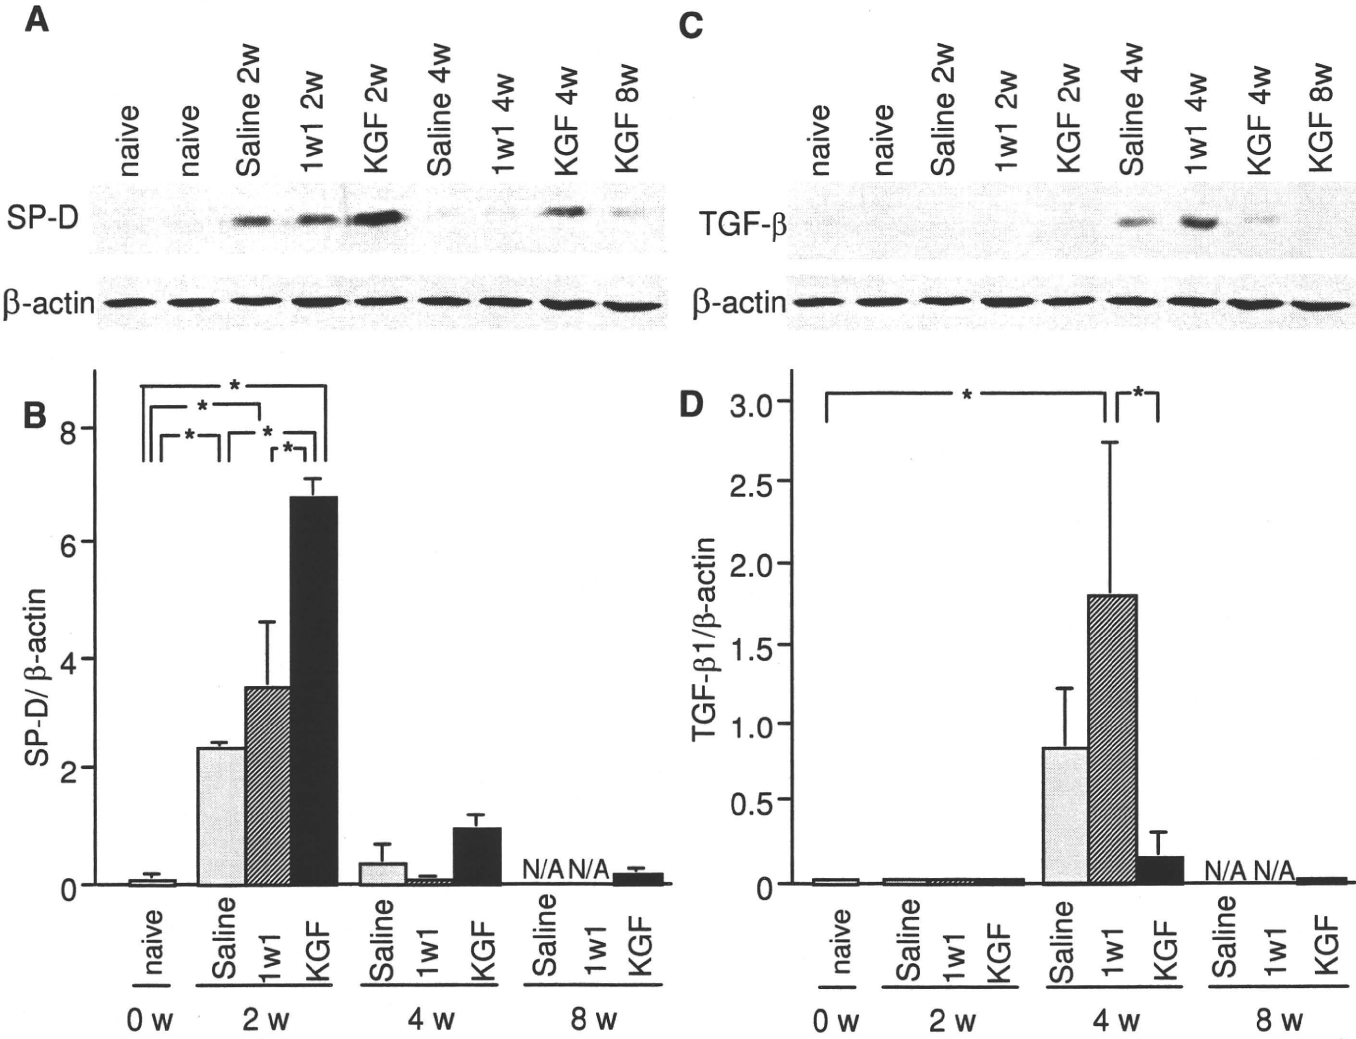 A
naive
naive
Saline 2w
1w1 2w
KGF 2w
Saline 4w
1w1 4w
KGF 4w
KGF 8w
SP-D
β-actin
C
naive
naive
Saline 2w
1w1 2w
KGF 2w
Saline 4w
1w1 4w
KGF 4w
KGF 8w
TGF-β
β-actin
B
SP-D/ β-actin
8
6
4
2
0
*
*
* *
*
N/A N/A
naive
Saline
1w1
KGF
Saline
1w1
KGF
Saline
1w1
KGF
0 w 2 w 4 w 8 w
D
TGF-β1/β-actin
3.0
2.5
2.0
1.5
1.0
0.5
0
* *
N/A N/A
naive
Saline
1w1
KGF
Saline
1w1
KGF
Saline
1w1
KGF
0 w 2 w 4 w 8 w